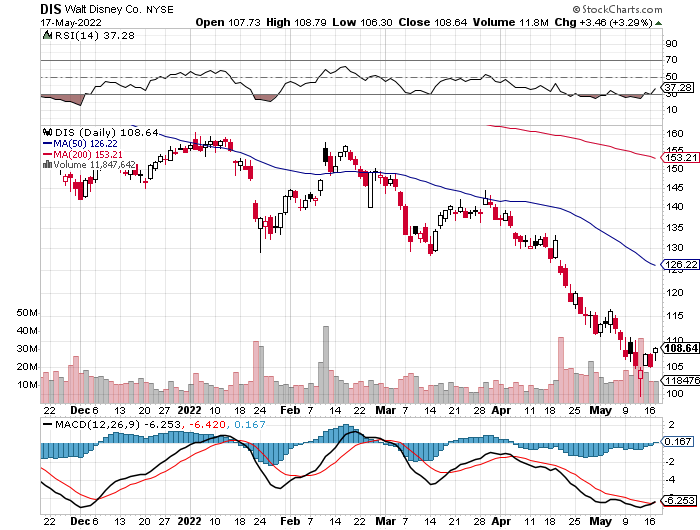 DIS Walt Disney Co. NYSE © StockCharts.com
17-May-2022 Open 107.73 High 108.79 Low 106.30 Close 108.64 Volume 11.8M Chg +3.46 (+3.29%)
RSI(14) 37.28
90
70
50
37.28
30
10
DIS (Daily) 108.64
MA(50) 126.22
MA(200) 153.21
Volume 11,847,642
160
155
153.21
150
145
140
135
130
126.22
125
120
115
110
108.64
105
118476
100
50M
40M
30M
20M
10M
22 Dec 6 13 20 27 2022 10 18 24 Feb 7 14 22 Mar 7 14 21 28 Apr 11 18 25 May 9 16
MACD(12,26,9) -6.253, -6.420, 0.167
2
0.167
-2
-4
-6.253
22 Dec 6 13 20 27 2022 10 18 24 Feb 7 14 22 Mar 7 14 21 28 Apr 11 18 25 May 9 16